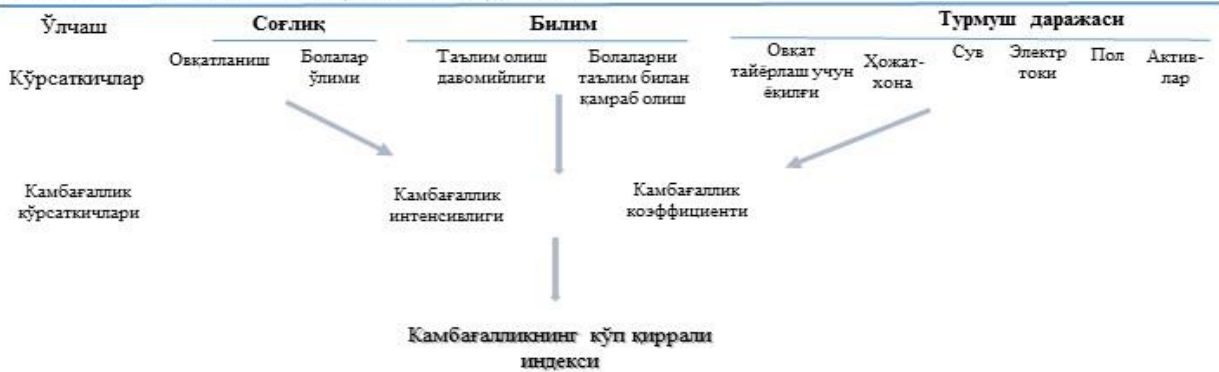 Ўлчаш
Соғлиқ
Билим
Турмуш даражаси
Кўрсаткичлар
Овқатланиш
Болалар
ўлими
Таълим олиш
давомийлиги
Болаларни
таълим билан
қамраб олиш
Овқат
тайёрлаш учун
ёқилғи
Ҳожат-
хона
Сув
Электр
токи
Пол
Актив-
лар
Камбағаллик
кўрсаткичлари
Камбағаллик
интенсивлиги
Камбағаллик
коэффициенти
Камбағалликнинг кўп қиррали
индекси